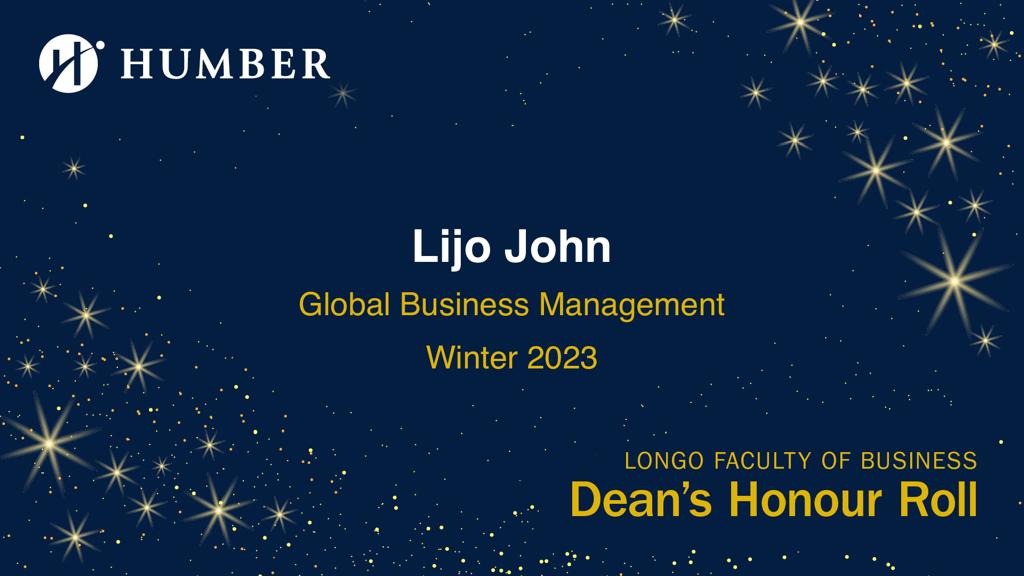 HUMBER
Lijo John
Global Business Management
Winter 2023
LONGO FACULTY OF BUSINESS
Dean’s Honour Roll